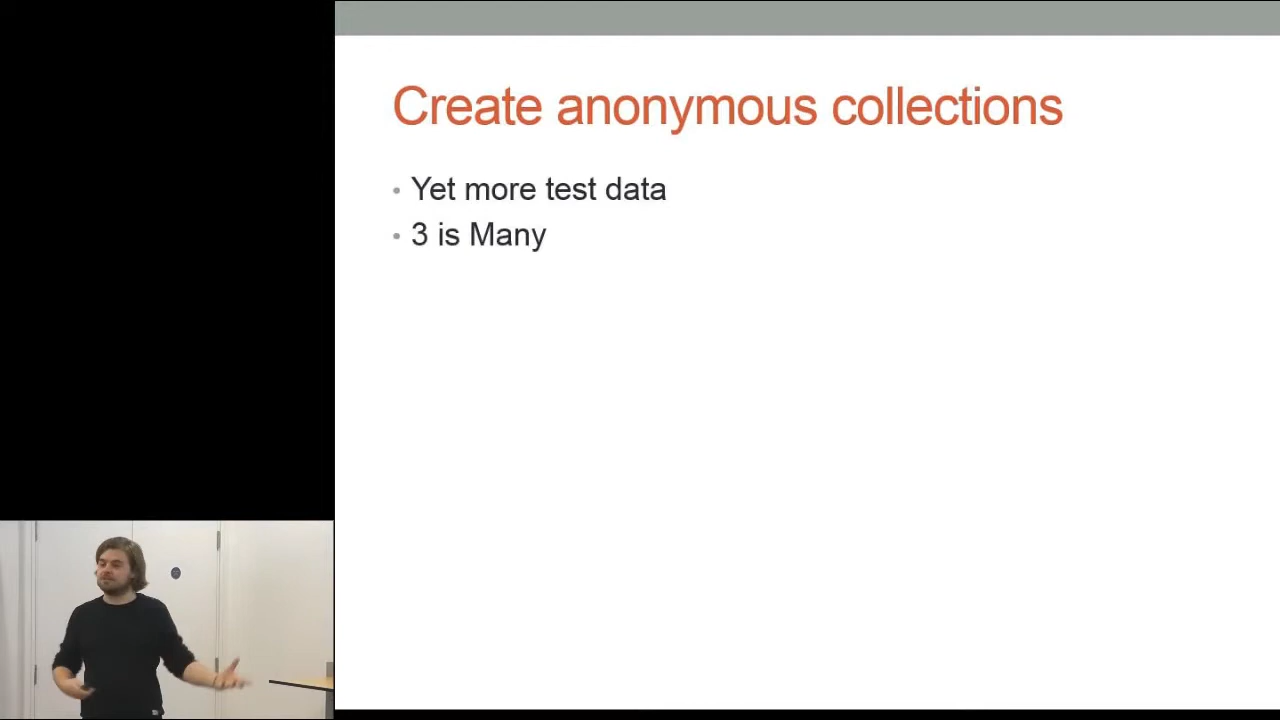 Create anonymous collections
Yet more test data
3 is Many